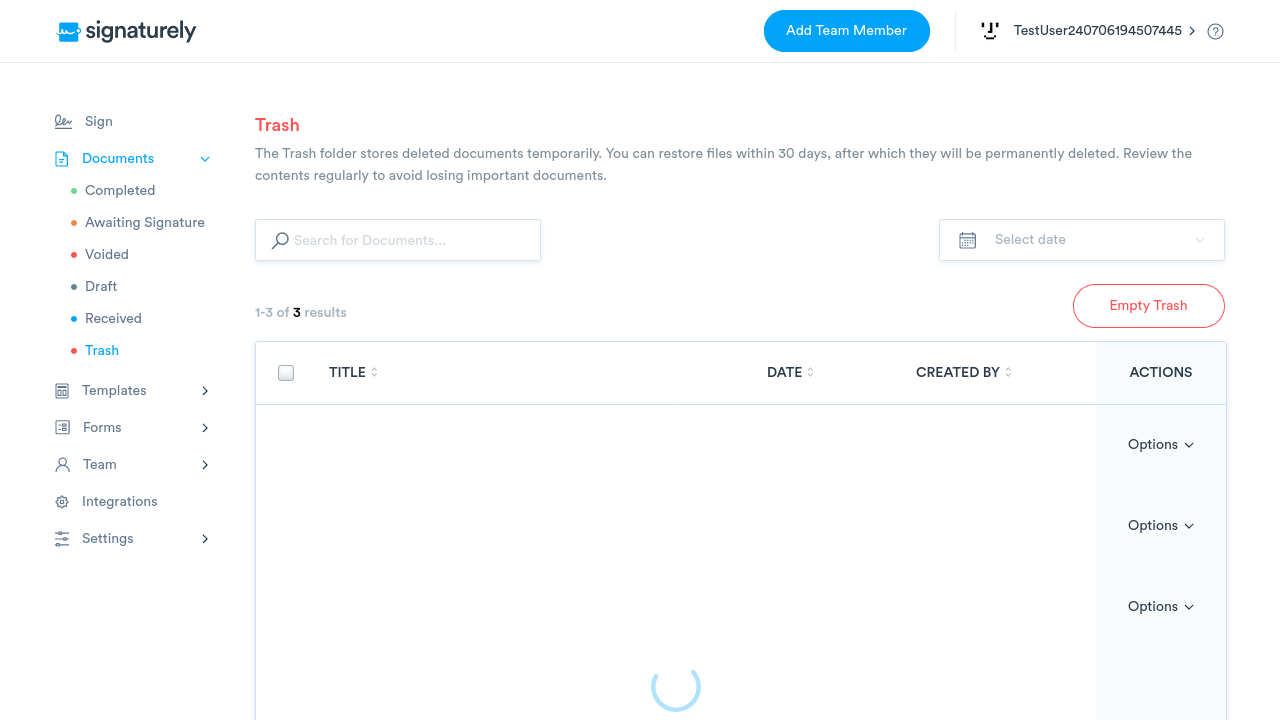 signaturely
Add Team Member
TestUser240706194507445
Sign
Documents
Completed
Awaiting Signature
Voided
Draft
Received
Trash
Templates
Forms
Team
Integrations
Settings
Trash
The Trash folder stores deleted documents temporarily. You can restore files within 30 days, after which they will be permanently deleted. Review the
contents regularly to avoid losing important documents.
Search for Documents...
Select date
1-3 of 3 results
Empty Trash
TITLE DATE CREATED BY ACTIONS
Options
Options
Options